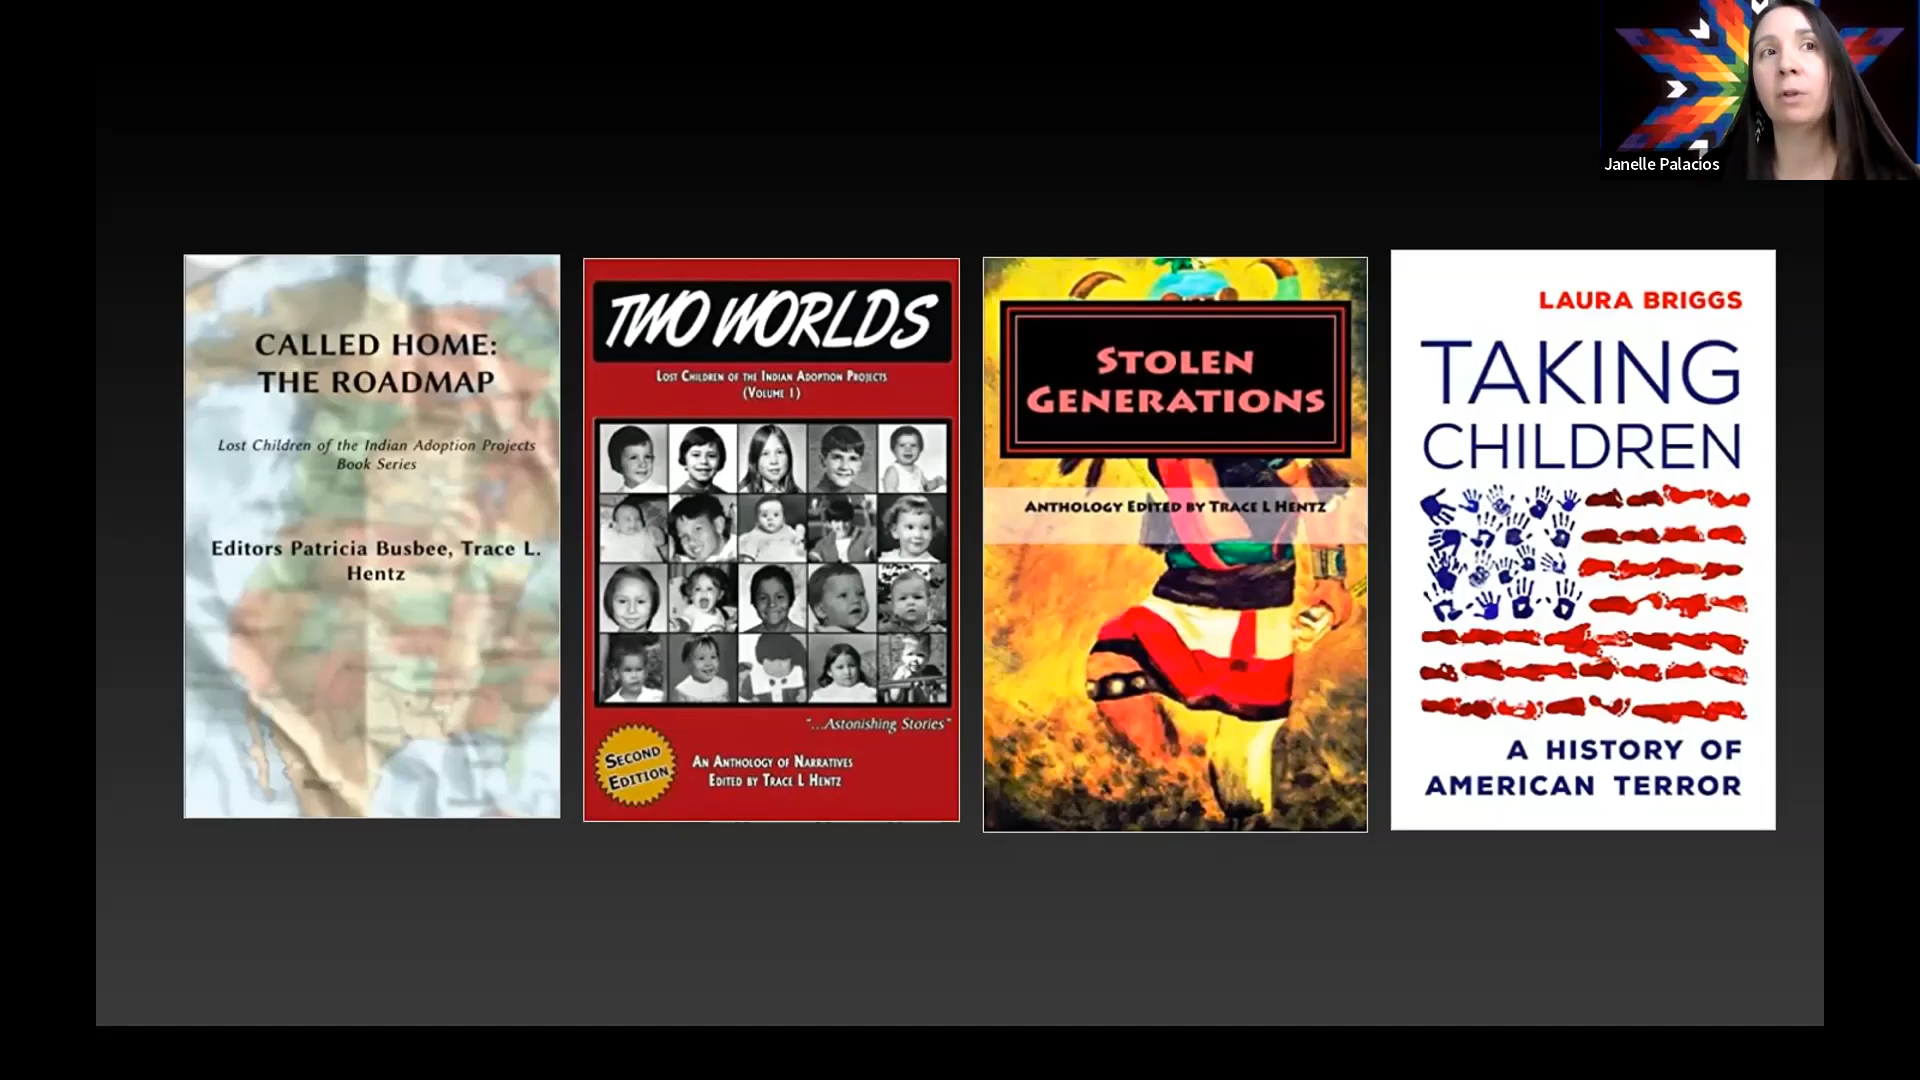 Janelle Palacios
CALLED HOME:
THE ROADMAP
Lost Children of the Indian Adoption Projects
Book Series
Editors Patricia Busbee, Trace L.
Hentz
TWO WORLDS
LOST CHILDREN OF THE INDIAN ADOPTION PROJECTS
(VOLUME 1)
"...Astonishing Stories"
SECOND
EDITION
AN ANTHOLOGY OF NARRATIVES
EDITED BY TRACE L HENTZ
STOLEN
GENERATIONS
ANTHOLOGY EDITED BY TRACE L HENTZ
LAURA BRIGGS
TAKING
CHILDREN
A HISTORY OF
AMERICAN TERROR